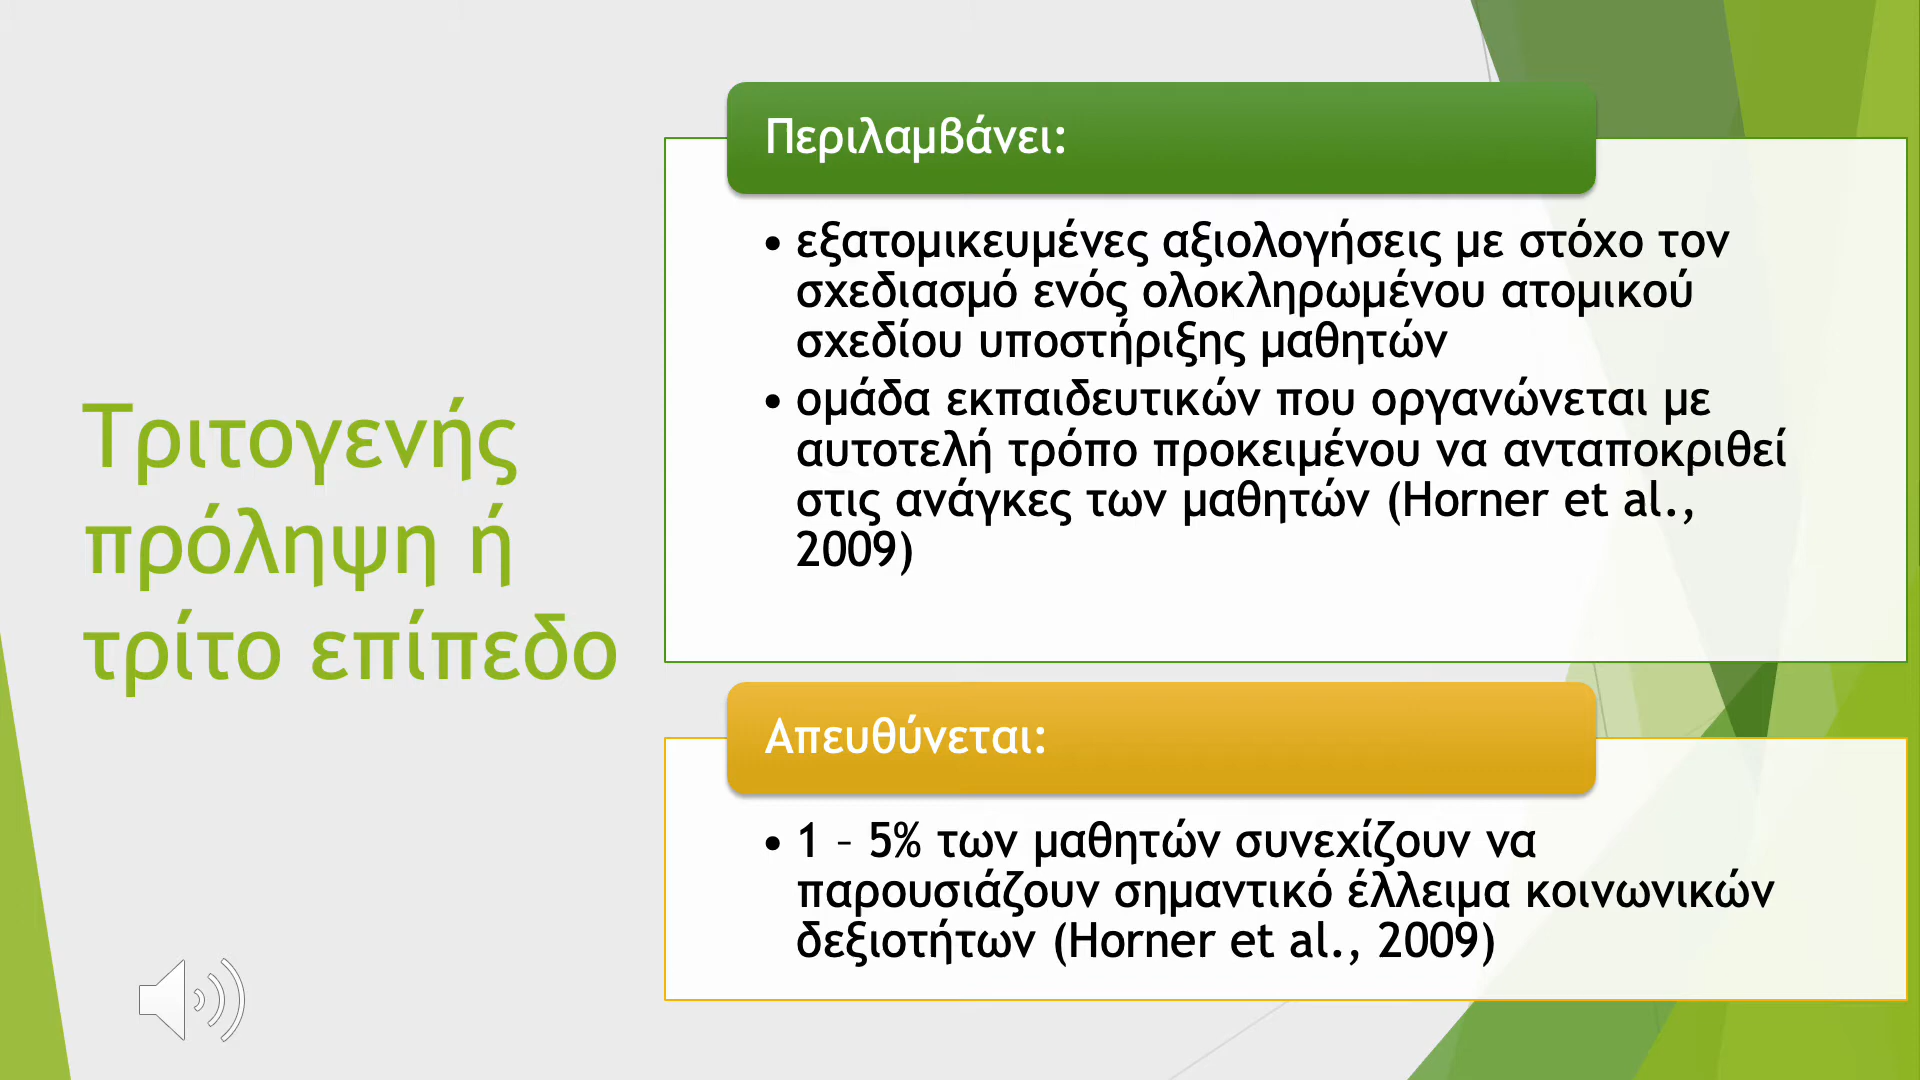 Τριτογενής
πρόληψη ή
τρίτο επίπεδο
Περιλαμβάνει:
• εξατομικευμένες αξιολογήσεις με στόχο τον
σχεδιασμό ενός ολοκληρωμένου ατομικού
σχεδίου υποστήριξης μαθητών
• ομάδα εκπαιδευτικών που οργανώνεται με
αυτοτελή τρόπο προκειμένου να ανταποκριθεί
στις ανάγκες των μαθητών (Horner et al.,
2009)
Απευθύνεται:
• 1 – 5% των μαθητών συνεχίζουν να
παρουσιάζουν σημαντικό έλλειμα κοινωνικών
δεξιοτήτων (Horner et al., 2009)